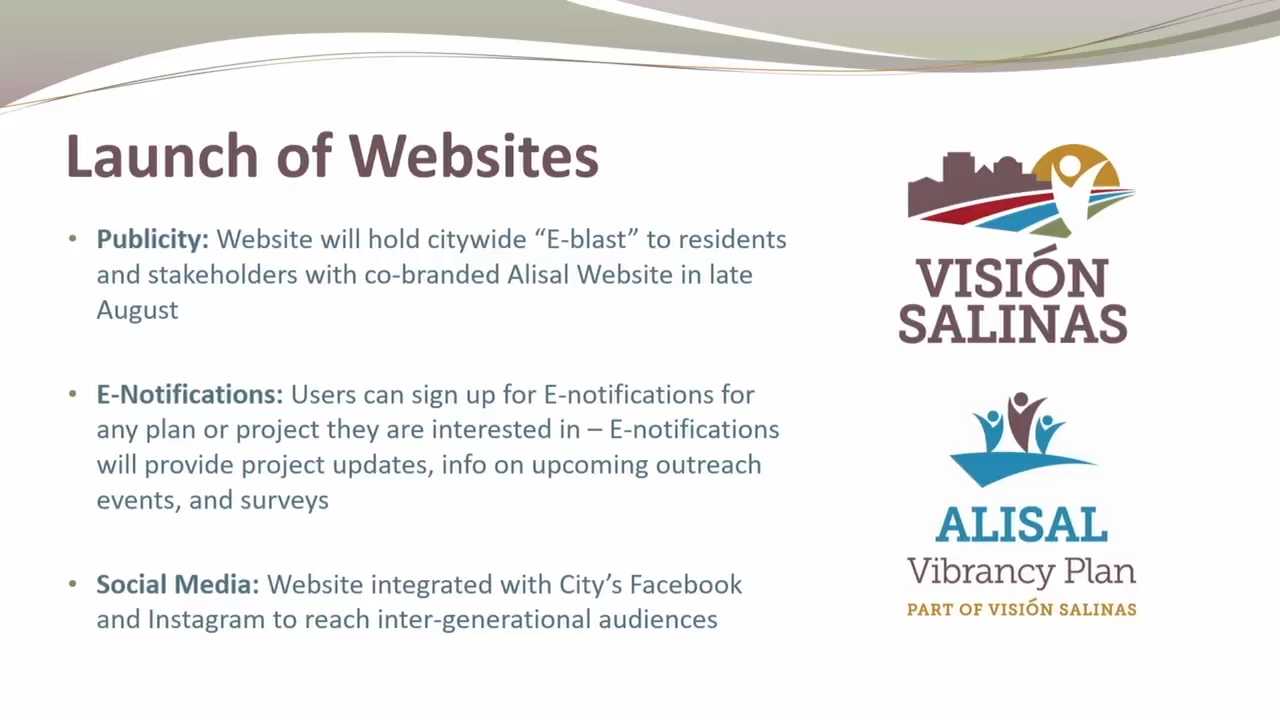 Launch of Websites
• Publicity: Website will hold citywide “E-blast” to residents
and stakeholders with co-branded Alisal Website in late
August
• E-Notifications: Users can sign up for E-notifications for
any plan or project they are interested in – E-notifications
will provide project updates, info on upcoming outreach
events, and surveys
• Social Media: Website integrated with City’s Facebook
and Instagram to reach inter-generational audiences
VISIÓN
SALINAS
ALISAL
Vibrancy Plan
PART OF VISIÓN SALINAS